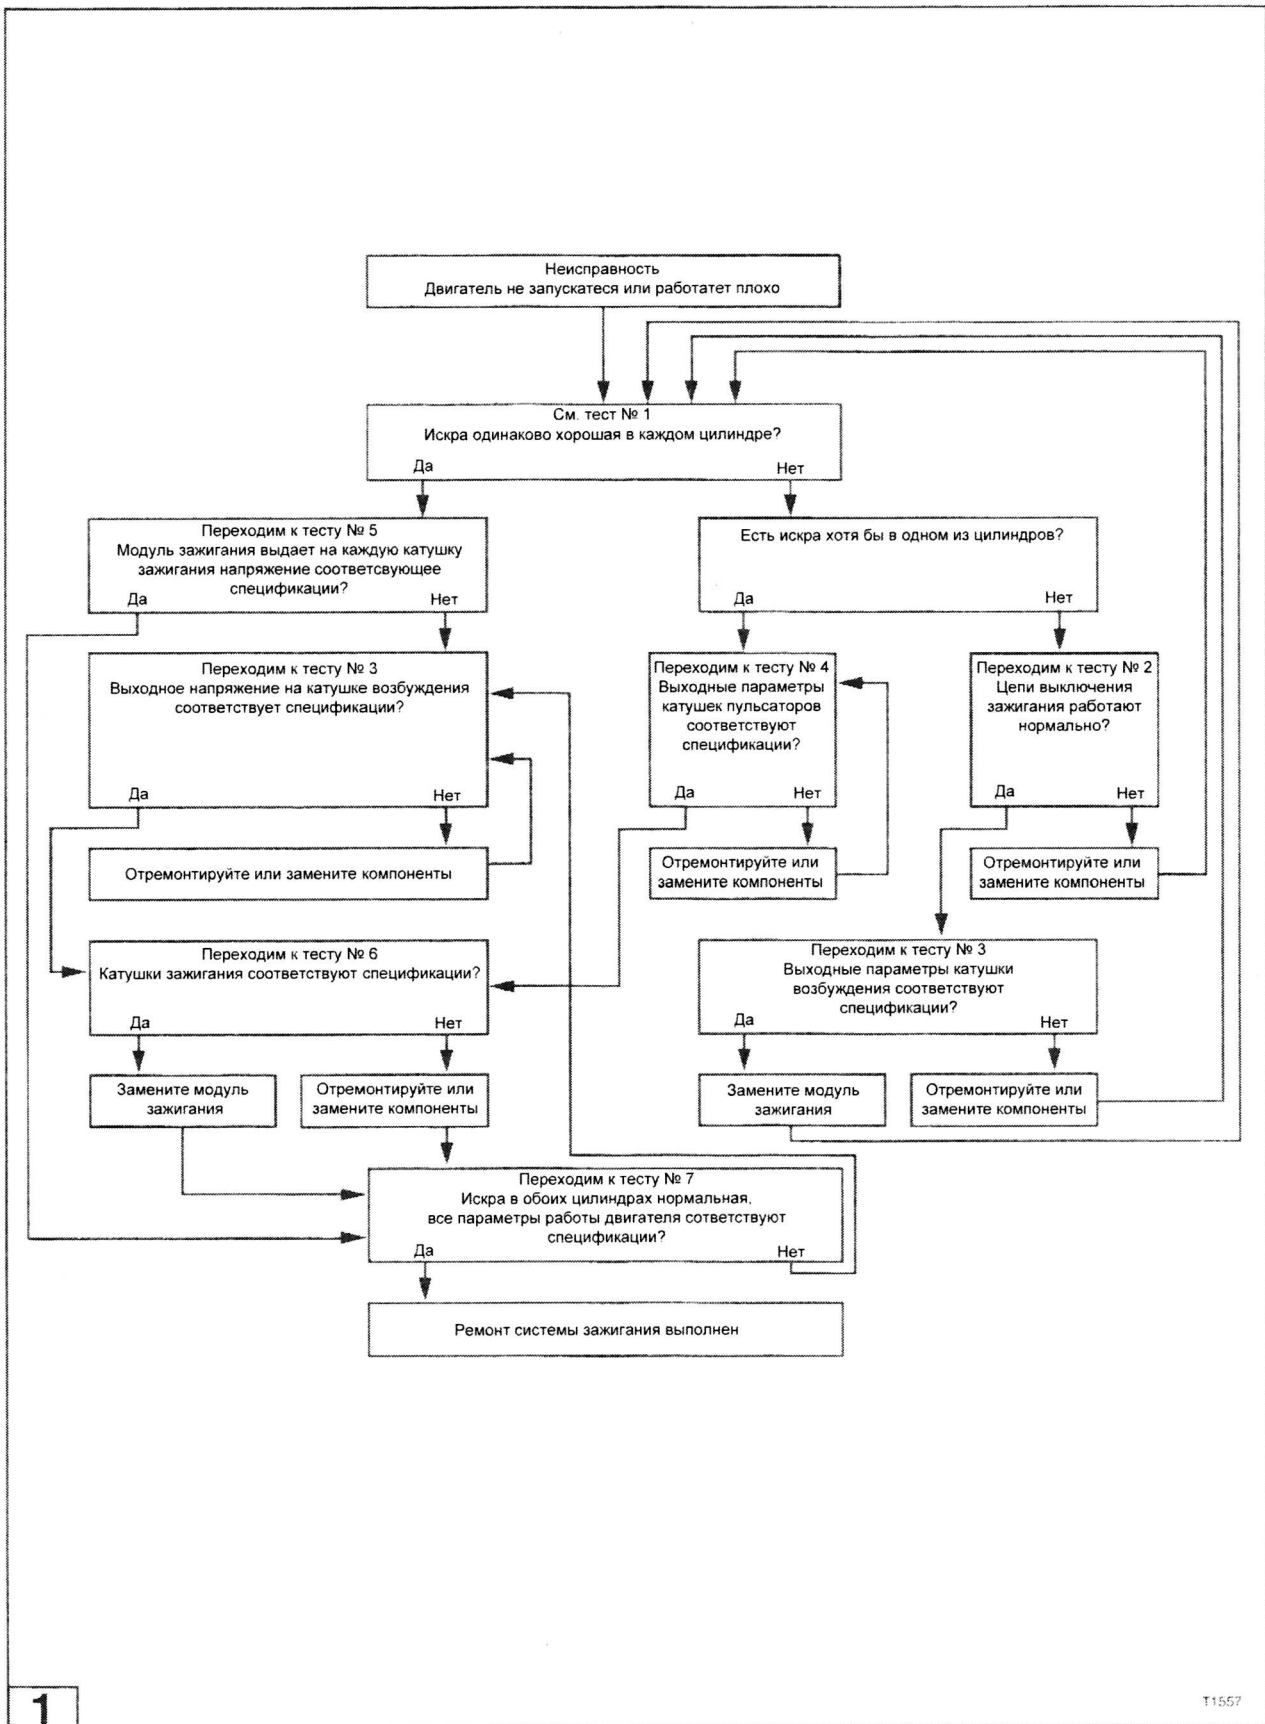 Неисправность
Двигатель не запускатеся или работатет плохо
См. тест № 1
Искра одинаково хорошая в каждом цилиндре?
Да
Нет
Переходим к тесту № 5
Модуль зажигания выдает на каждую катушку
зажигания напряжение соответсвующее
спецификации?
Да
Нет
Есть искра хотя бы в одном из цилиндров?
Да
Нет
Переходим к тесту № 3
Выходное напряжение на катушке возбуждения
соответствует спецификации?
Да
Нет
Переходим к тесту № 4
Выходные параметры
катушек пульсаторов
соответствуют
спецификации?
Да
Нет
Переходим к тесту № 2
Цепи выключения
зажигания работают
нормально?
Да
Нет
Отремонтируйте или замените компоненты
Отремонтируйте или
замените компоненты
Отремонтируйте или
замените компоненты
Переходим к тесту № 6
Катушки зажигания соответствуют спецификации?
Да
Нет
Переходим к тесту № 3
Выходные параметры катушки
возбуждения соответствуют
спецификации?
Да
Нет
Замените модуль
зажигания
Отремонтируйте или
замените компоненты
Замените модуль
зажигания
Отремонтируйте или
замените компоненты
Переходим к тесту № 7
Искра в обоих цилиндрах нормальная,
все параметры работы двигателя сответствуют
спецификации?
Да
Нет
Ремонт системы зажигания выполнен
1
T1557